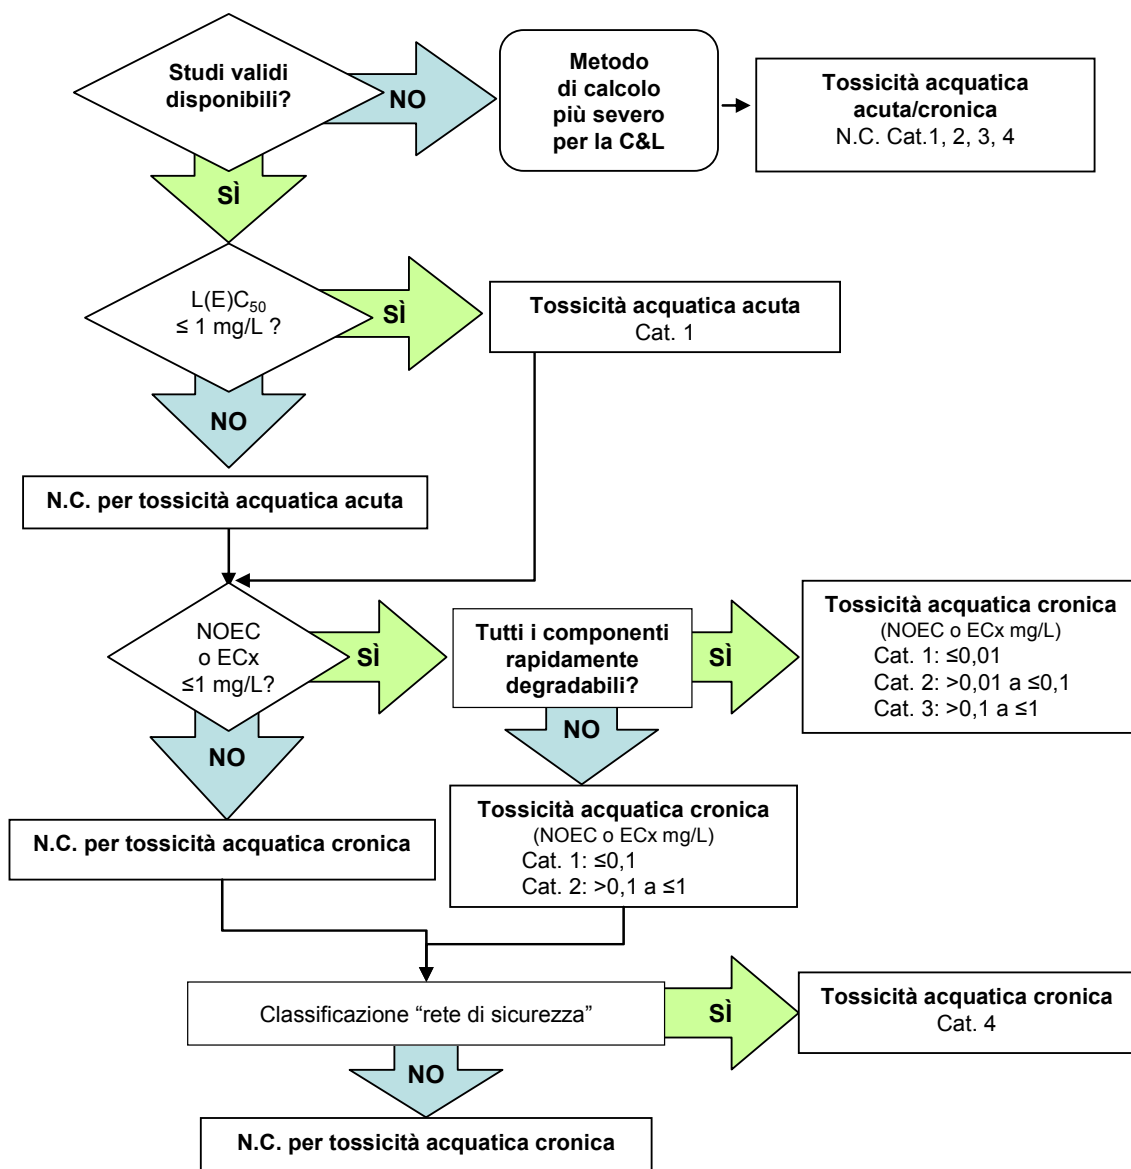 Studi validi
disponibili?
NO
Metodo
di calcolo
più severo
per la C&L
Tossicità acquatica
acuta/cronica
N.C. Cat.1, 2, 3, 4
SÌ
L(E)C50
≤ 1 mg/L ?
SÌ
Tossicità acquatica acuta
Cat. 1
NO
N.C. per tossicità acquatica acuta
NOEC
o ECx
≤1 mg/L?
SÌ
Tutti i componenti
rapidamente
degradabili?
SÌ
Tossicità acquatica cronica
(NOEC o ECx mg/L)
Cat. 1: ≤0,01
Cat. 2: >0,01 a ≤0,1
Cat. 3: >0,1 a ≤1
NO
NO
Tossicità acquatica cronica
(NOEC o ECx mg/L)
Cat. 1: ≤0,1
Cat. 2: >0,1 a ≤1
N.C. per tossicità acquatica cronica
Classificazione “rete di sicurezza”
SÌ
Tossicità acquatica cronica
Cat. 4
NO
N.C. per tossicità acquatica cronica